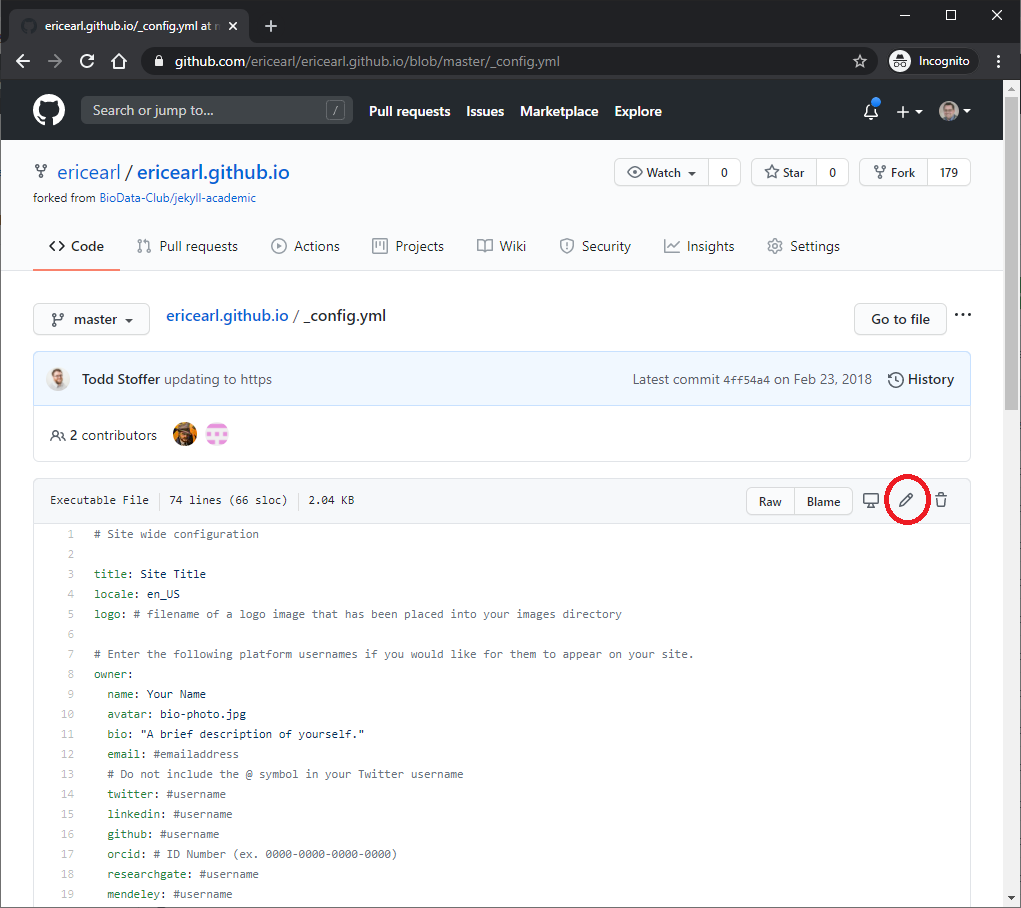 ericearl.github.io/_config.yml at
github.com/ericearl/ericearl.github.io/blob/master/_config.yml
Incognito
Search or jump to...
/
Pull requests
Issues
Marketplace
Explore
ericearl / ericearl.github.io
Watch
0
Star
0
Fork
179
forked from BioData-Club/jekyll-academic
Code
Pull requests
Actions
Projects
Wiki
Security
Insights
Settings
master
ericearl.github.io / _config.yml
Go to file
Todd Stoffer updating to https
Latest commit 4ff54a4 on Feb 23, 2018
History
2 contributors
Executable File
74 lines (66 sloc)
2.04 KB
Raw
Blame
1 # Site wide configuration
2
3 title: Site Title
4 locale: en_US
5 logo: # filename of a logo image that has been placed into your images directory
6
7 # Enter the following platform usernames if you would like for them to appear on your site.
8 owner:
9 name: Your Name
10 avatar: bio-photo.jpg
11 bio: "A brief description of yourself."
12 email: #emailaddress
13 # Do not include the @ symbol in your Twitter username
14 twitter: #username
15 linkedin: #username
16 github: #username
17 orcid: # ID Number (ex. 0000-0000-0000-0000)
18 researchgate: #username
19 mendeley: #username